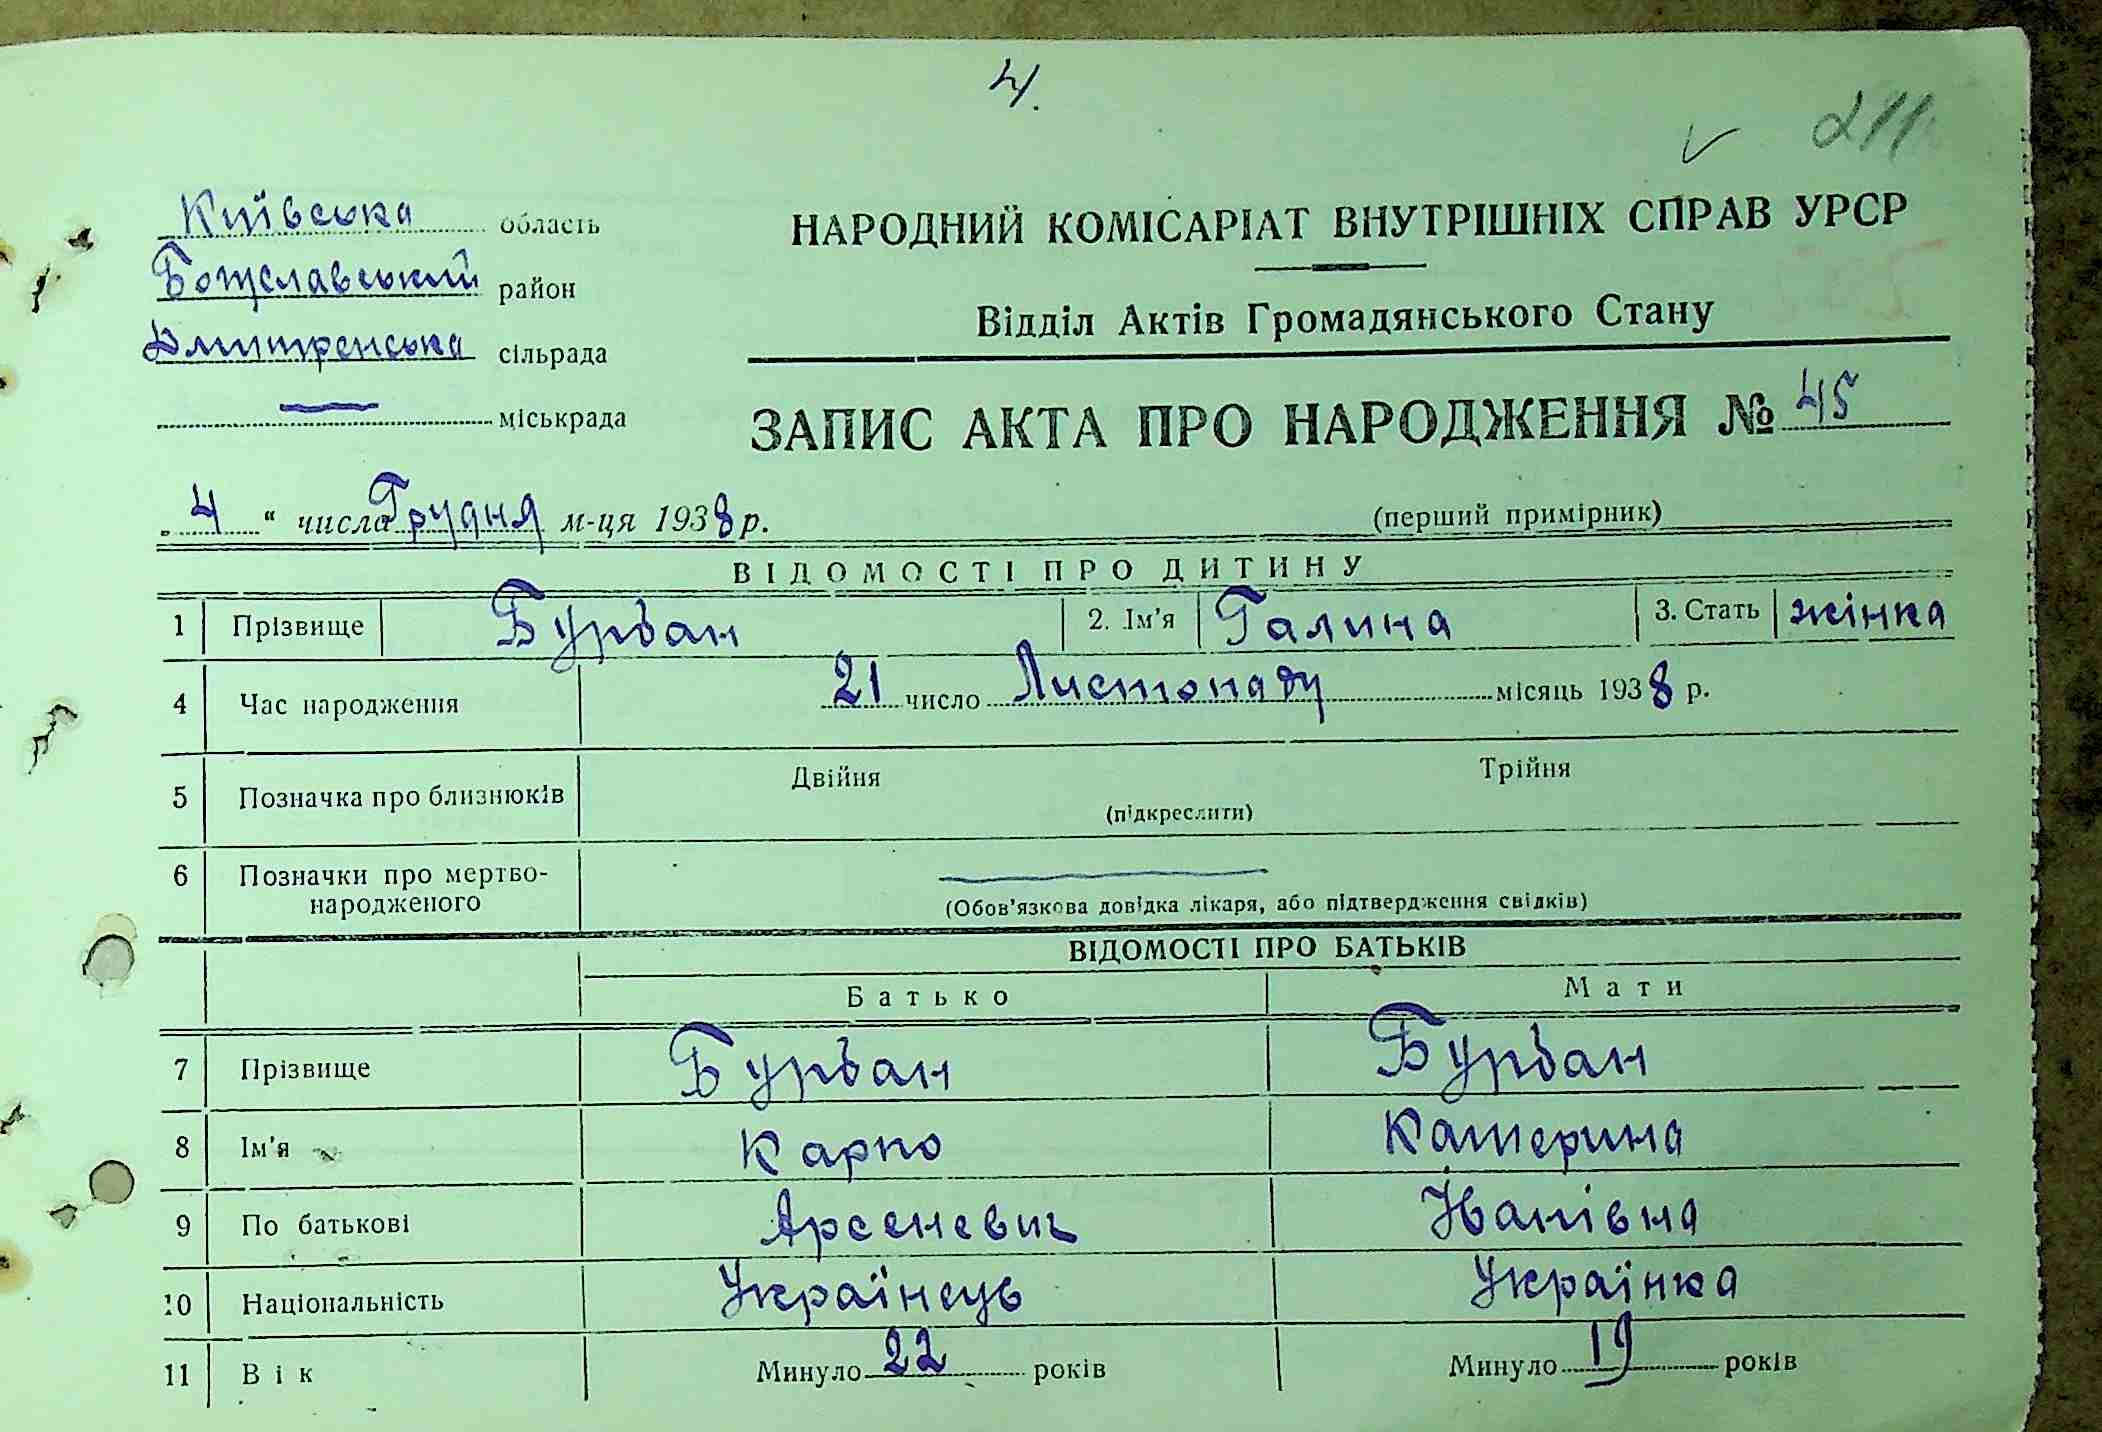 4.
211
Київська область
Богуславський район
Дмитренська сільрада
міськрада
НАРОДНИЙ КОМІСАРІАТ ВНУТРІШНІХ СПРАВ УРСР
Відділ Актів Громадянського Стану
ЗАПИС АКТА ПРО НАРОДЖЕННЯ № 45
„ 4 “ числа Грудня м-ця 1938 р.
(перший примірник)
ВІДОМОСТІ ПРО ДИТИНУ
1 Прізвище Бурбан 2. Ім'я Галина 3. Стать жінка
4 Час народження 21 число Листопаду місяць 1938 р.
5 Позначка про близнюків Двійня Трійня
(підкреслити)
6 Позначки про мертво-
народженого
(Обов'язкова довідка лікаря, або підтвердження свідків)
ВІДОМОСТІ ПРО БАТЬКІВ
Батько Мати
7 Прізвище Бурбан Бурбан
8 Ім'я Карпо Катерина
9 По батькові Арсеневич Іванівна
10 Національність Українець Українка
11 Вік Минуло 22 років Минуло 19 років